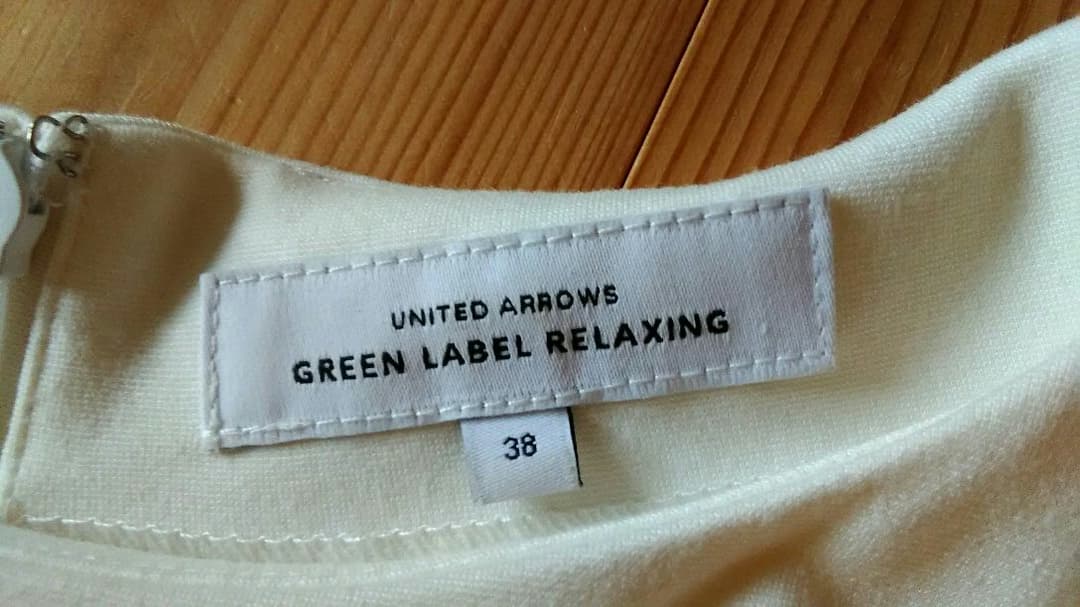 UNITED ARROWS
GREEN LABEL RELAXING
38